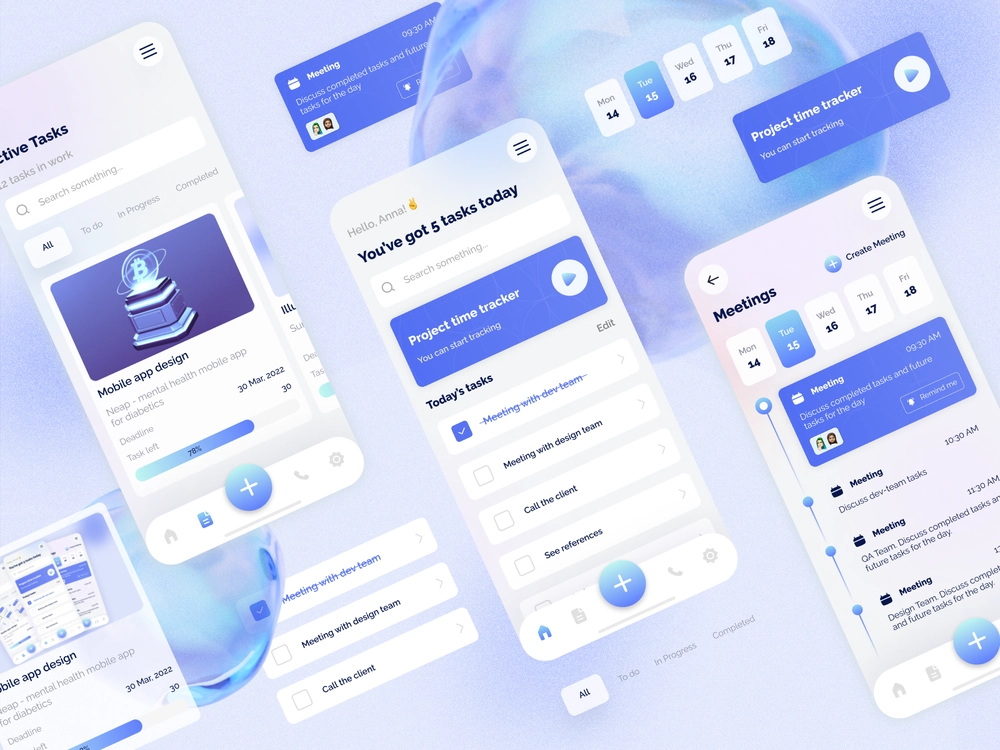 ctive Tasks
12 tasks in work
Search something...
All
To do
In Progress
Completed
Mobile app design
Neap - mental health mobile app
for diabetics
Deadline
30 Mar, 2022
Task left
30
78%
Illu
Meeting
09:30 AM
Discuss completed tasks and future
tasks for the day
Mon
14
Tue
15
Wed
16
Thu
17
Fri
18
Project time tracker
You can start tracking
Hello, Anna!✌️
You've got 5 tasks today
Search something...
Project time tracker
You can start tracking
Today's tasks
Edit
Meeting with dev team
Meeting with design team
Call the client
See references
Create Meeting
Meetings
Mon
14
Tue
15
Wed
16
Thu
17
Fri
18
09:30 AM
Meeting
Discuss completed tasks and future
tasks for the day
Remind me
10:30 AM
Meeting
Discuss dev-team tasks
11:30 AM
Meeting
QA Team. Discuss completed tasks and
future tasks for the day.
Meeting
Design Team. Discuss complet
and future tasks for the day.
bile app design
Neap - mental health mobile app
for diabetics
Deadline
30 Mar, 2022
left
30
Meeting with dev team
Meeting with design team
Call the client
All
To do
In Progress
Completed